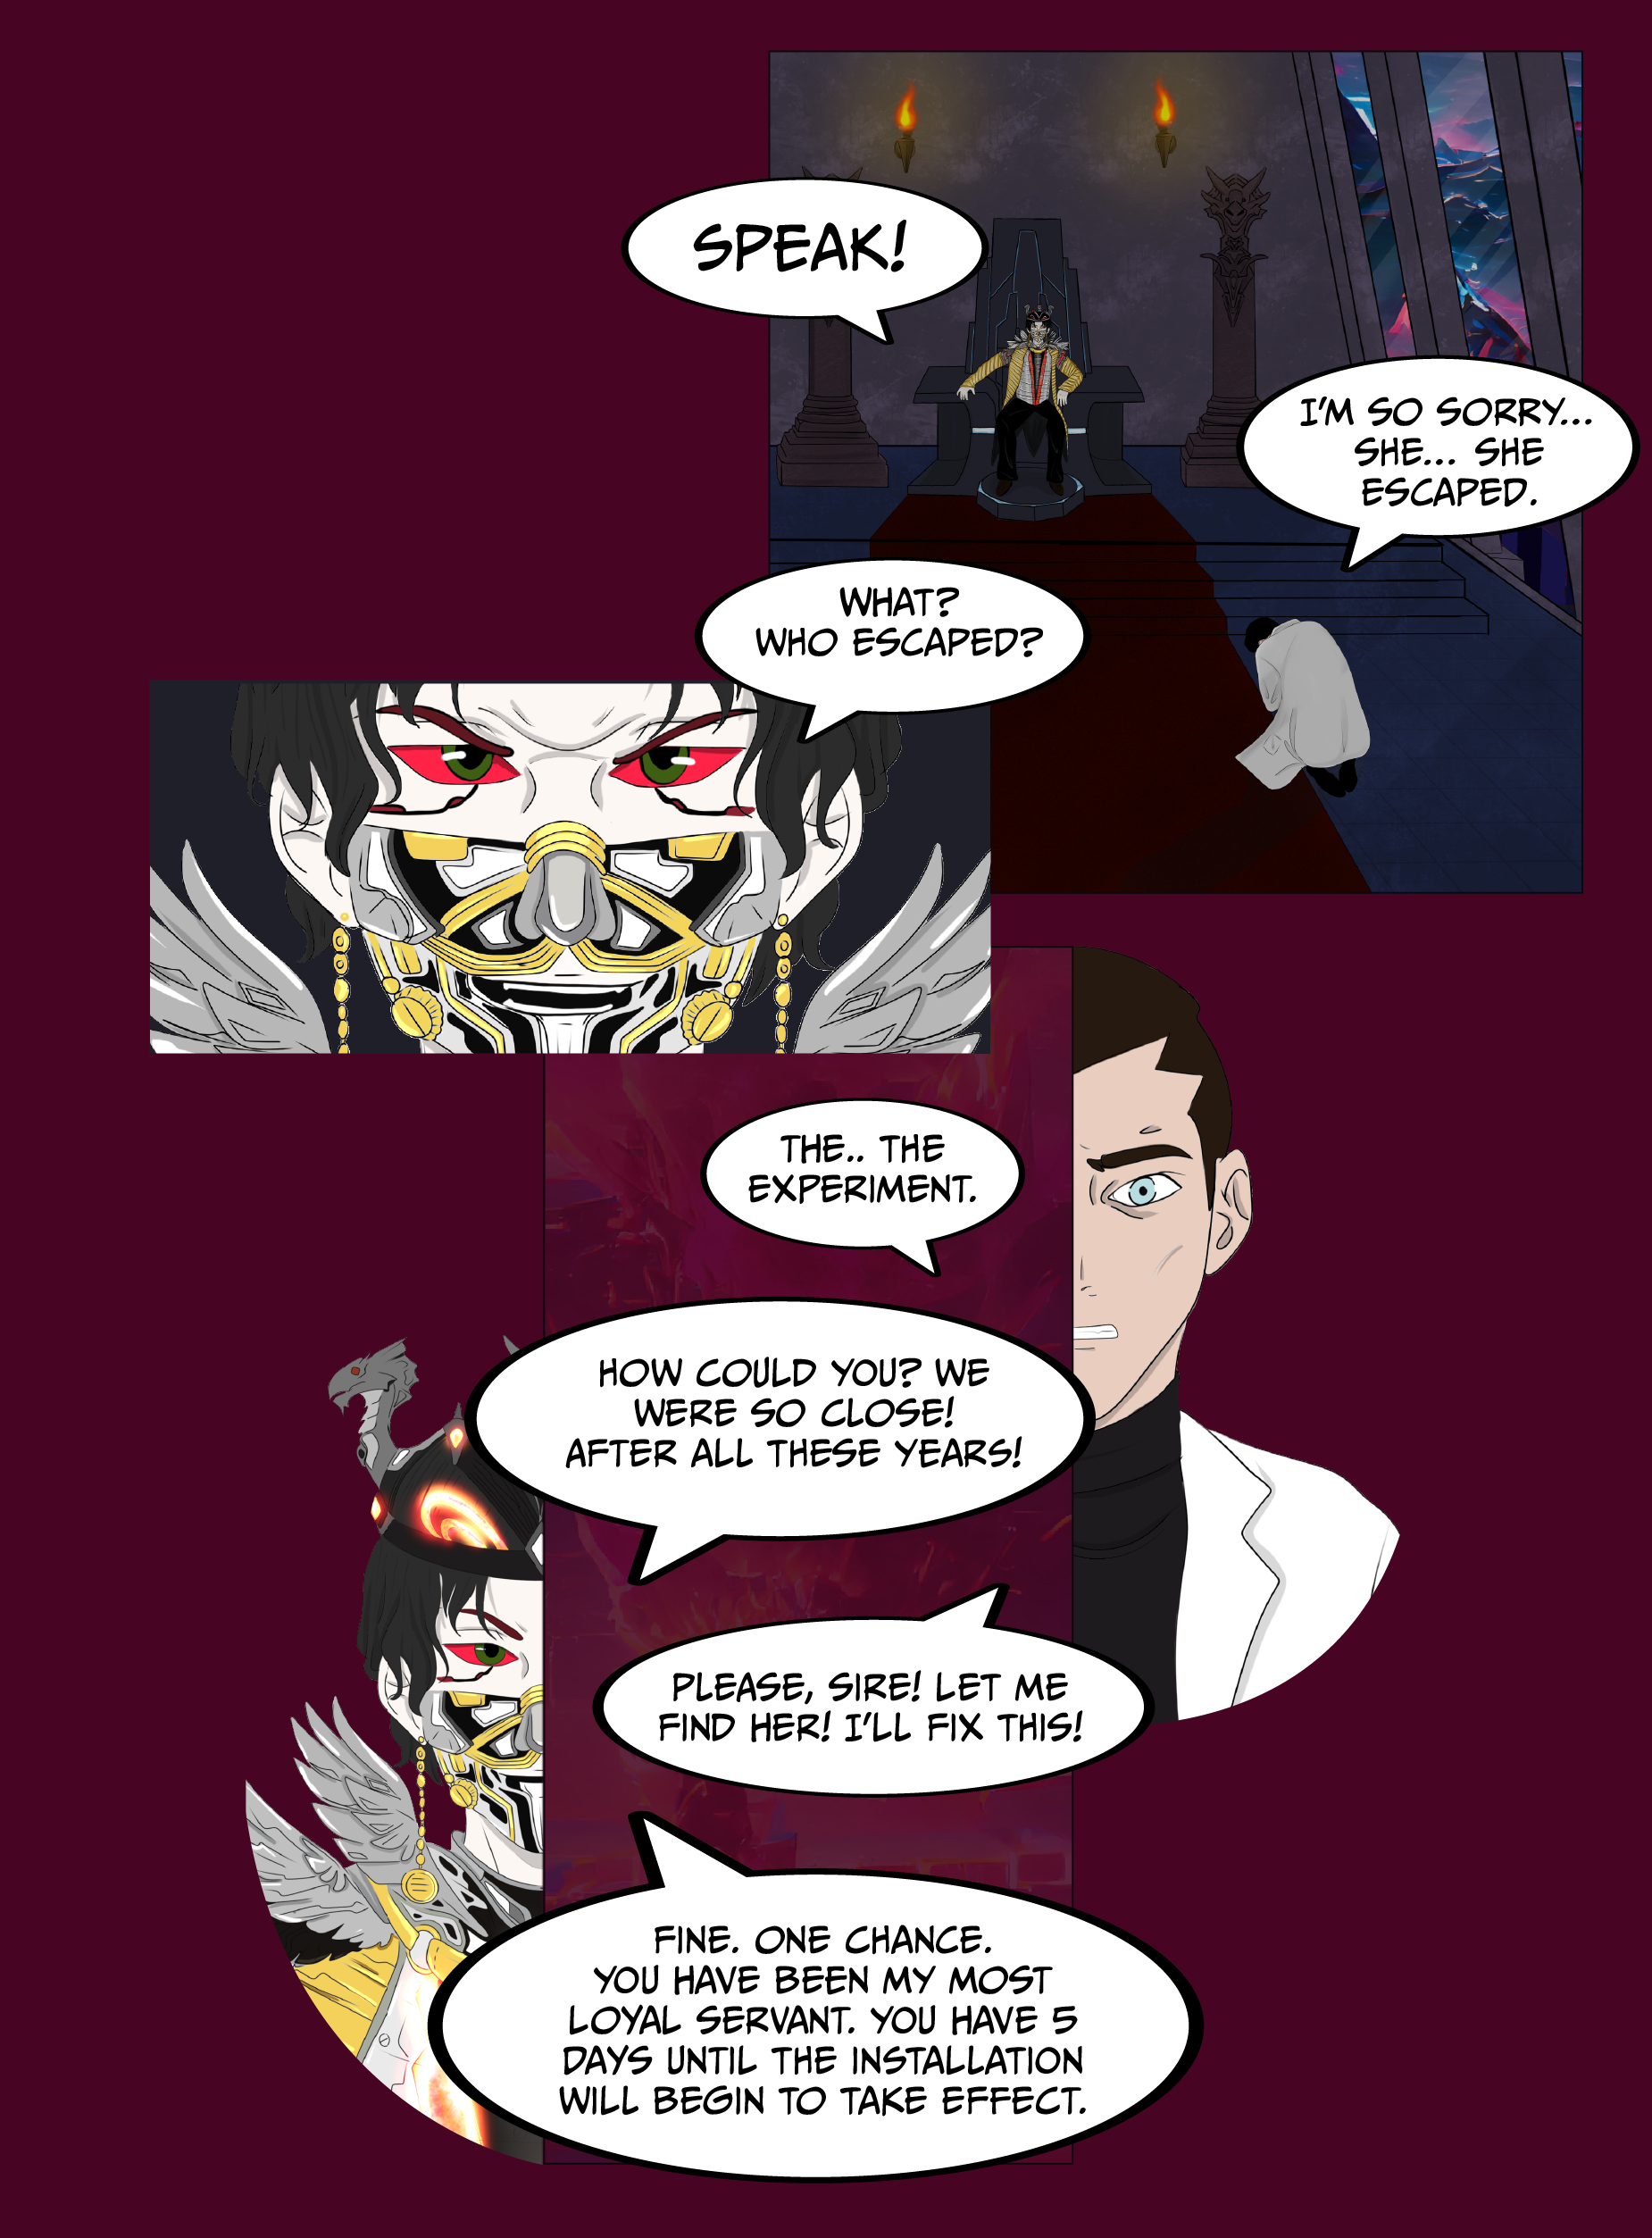 SPEAK!
I'M SO SORRY...
SHE... SHE
ESCAPED.
WHAT?
WHO ESCAPED?
THE.. THE
EXPERIMENT.
HOW COULD YOU? WE
WERE SO CLOSE!
AFTER ALL THESE YEARS!
PLEASE, SIRE! LET ME
FIND HER! I'LL FIX THIS!
FINE. ONE CHANCE.
YOU HAVE BEEN MY MOST
LOYAL SERVANT. YOU HAVE 5
DAYS UNTIL THE INSTALLATION
WILL BEGIN TO TAKE EFFECT.